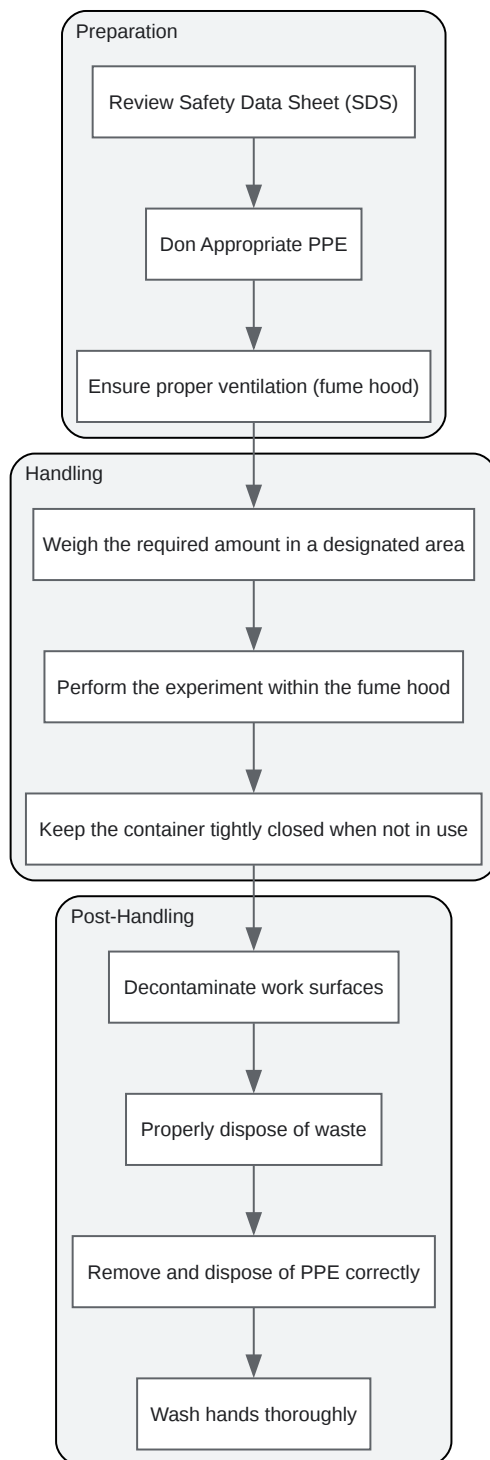 Preparation
Review Safety Data Sheet (SDS)
Don Appropriate PPE
Ensure proper ventilation (fume hood)
Handling
Weigh the required amount in a designated area
Perform the experiment within the fume hood
Keep the container tightly closed when not in use
Post-Handling
Decontaminate work surfaces
Properly dispose of waste
Remove and dispose of PPE correctly
Wash hands thoroughly